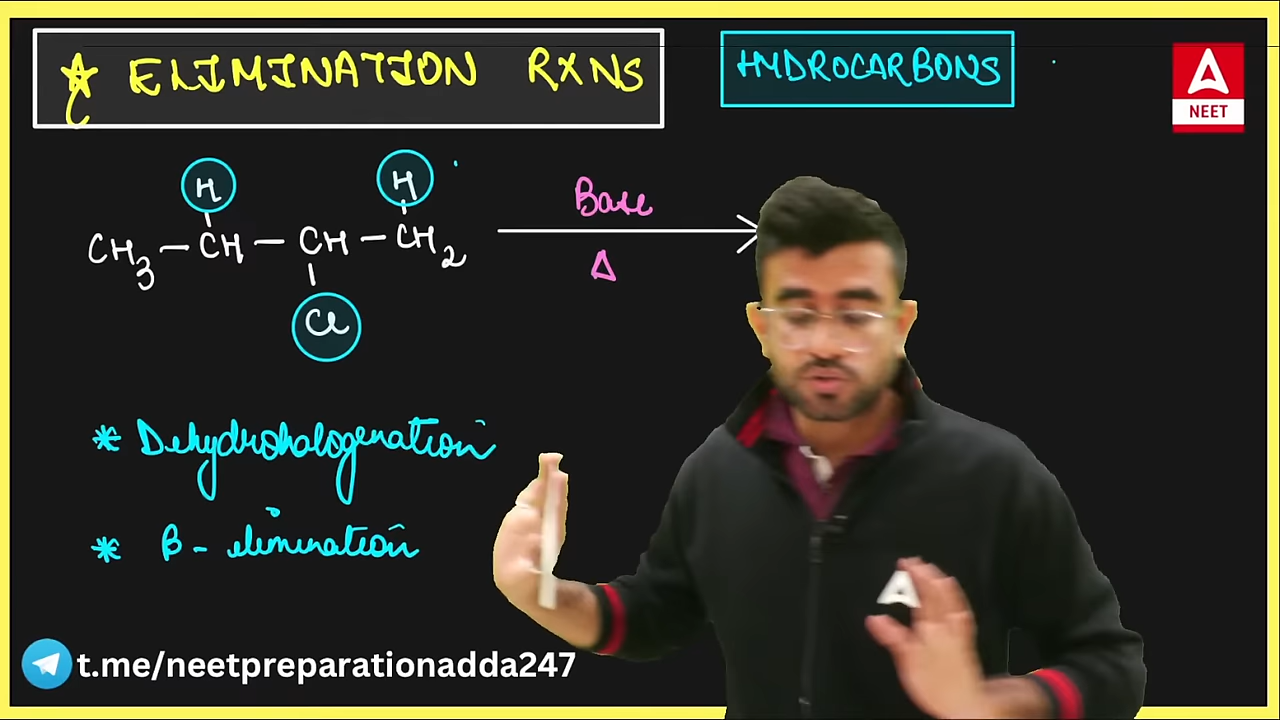 ELIMINATION RXNS
HYDROCARBONS
A
NEET
H H
CH3 – CH – CH – CH2
Cl
Base
Δ
* Dehydrohalogenation
* β - elimination
A
t.me/neetpreparationadda247